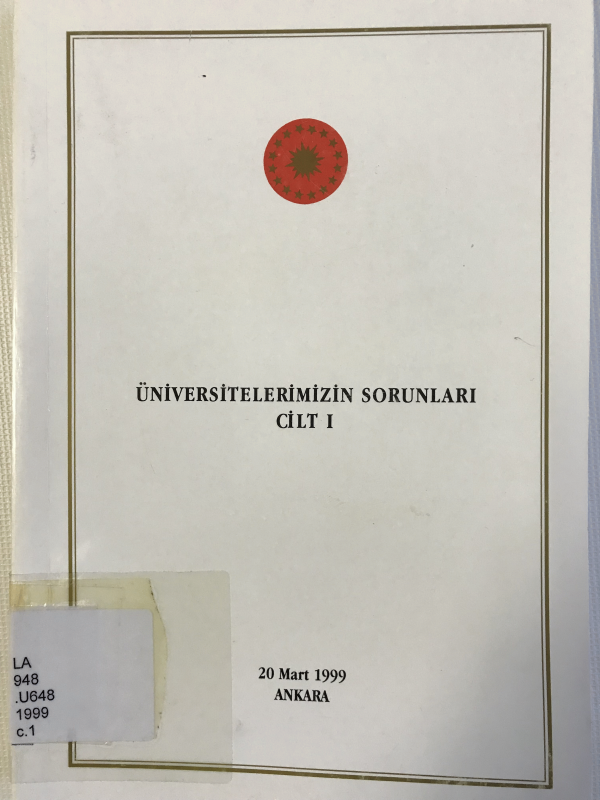 ÜNİVERSİTELERİMİZİN SORUNLARI
CİLT I
20 Mart 1999
ANKARA
LA
948
.U648
1999
c.1